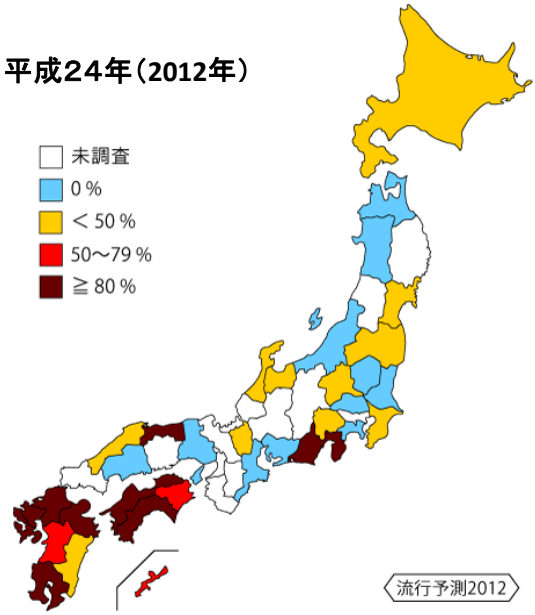 平成２４年（2012年）
未調査
0 %
＜ 50 %
50～79 %
≧ 80 %
流行予測2012